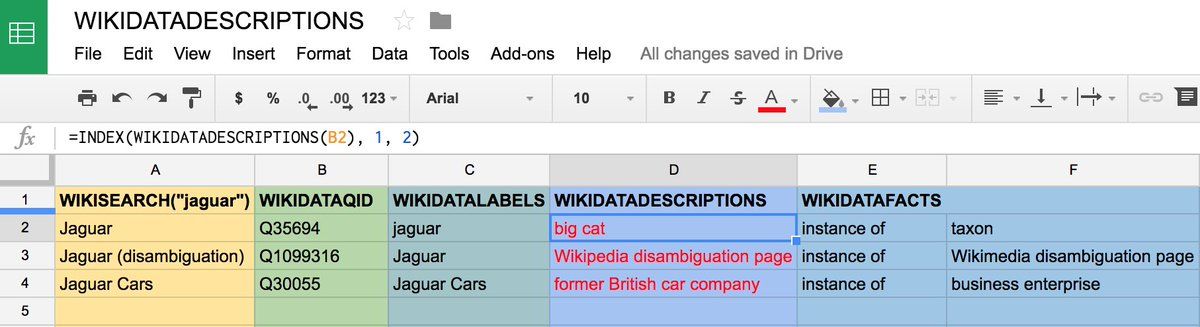 WIKIDATADESCRIPTIONS
File Edit View Insert Format Data Tools Add-ons Help All changes saved in Drive
$ % .0 .00 123 Arial 10 B I S A
fx =INDEX(WIKIDATADESCRIPTIONS(B2), 1, 2)
A B C D E F
1 WIKISEARCH("jaguar") WIKIDATAQID WIKIDATALABELS WIKIDATADESCRIPTIONS WIKIDATAFACTS
2 Jaguar Q35694 jaguar big cat instance of taxon
3 Jaguar (disambiguation) Q1099316 Jaguar Wikipedia disambiguation page instance of Wikimedia disambiguation page
4 Jaguar Cars Q30055 Jaguar Cars former British car company instance of business enterprise
5